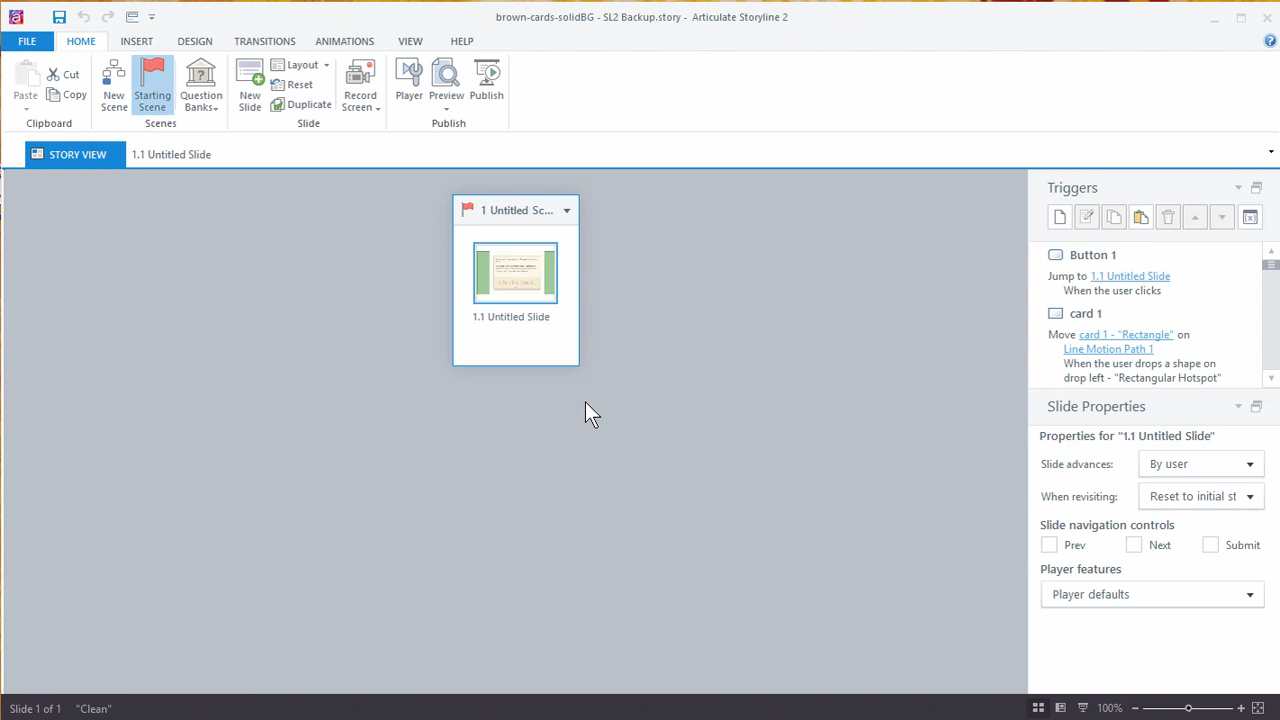 brown-cards-solidBG - SL2 Backup.story - Articulate Storyline 2
FILE HOME INSERT DESIGN TRANSITIONS ANIMATIONS VIEW HELP
Paste
Cut
Copy
Clipboard
New Scene
Starting Scene
Question Banks
Scenes
New Slide
Layout
Reset
Duplicate
Slide
Record Screen
Player
Preview
Publish
Publish
STORY VIEW 1.1 Untitled Slide
1 Untitled Sc...
1.1 Untitled Slide
Triggers
Button 1
Jump to 1.1 Untitled Slide
When the user clicks
card 1
Move card 1 - "Rectangle" on
Line Motion Path 1
When the user drops a shape on
drop left - "Rectangular Hotspot"
Slide Properties
Properties for "1.1 Untitled Slide"
Slide advances: By user
When revisiting: Reset to initial st
Slide navigation controls
Prev Next Submit
Player features
Player defaults
Slide 1 of 1 "Clean" 100%